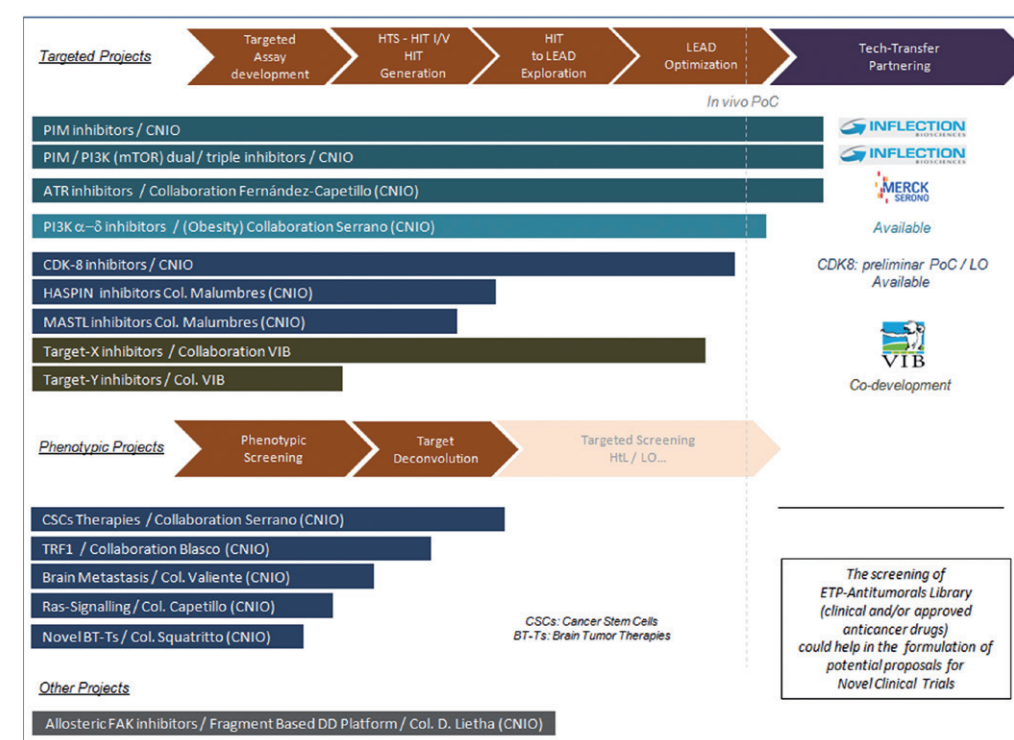 Targeted Projects
Targeted
Assay
development
HTS - HIT I/V
HIT
Generation
HIT
to LEAD
Exploration
LEAD
Optimization
Tech-Transfer
Partnering
In vivo PoC
PIM inhibitors / CNIO
INFLECTION
BIOSCIENCES
PIM / PI3K (mTOR) dual / triple inhibitors / CNIO
INFLECTION
BIOSCIENCES
ATR inhibitors / Collaboration Fernández-Capetillo (CNIO)
MERCK
SERONO
PI3K α–δ inhibitors / (Obesity) Collaboration Serrano (CNIO)
Available
CDK-8 inhibitors / CNIO
CDK8: preliminar PoC / LO
Available
HASPIN inhibitors Col. Malumbres (CNIO)
MASTL inhibitors Col. Malumbres (CNIO)
Target-X inhibitors / Collaboration VIB
VIB
Target-Y inhibitors / Col. VIB
Co-development
Phenotypic Projects
Phenotypic
Screening
Target
Deconvolution
Targeted Screening
HtL / LO...
CSCs Therapies / Collaboration Serrano (CNIO)
TRF1 / Collaboration Blasco (CNIO)
Brain Metastasis / Col. Valiente (CNIO)
Ras-Signalling / Col. Capetillo (CNIO)
Novel BT-Ts / Col. Squatritto (CNIO)
CSCs: Cancer Stem Cells
BT-Ts: Brain Tumor Therapies
The screening of
ETP-Antitumorals Library
(clinical and/or approved
anticancer drugs)
could help in the formulation of
potential proposals for
Novel Clinical Trials
Other Projects
Allosteric FAK inhibitors / Fragment Based DD Platform / Col. D. Lietha (CNIO)